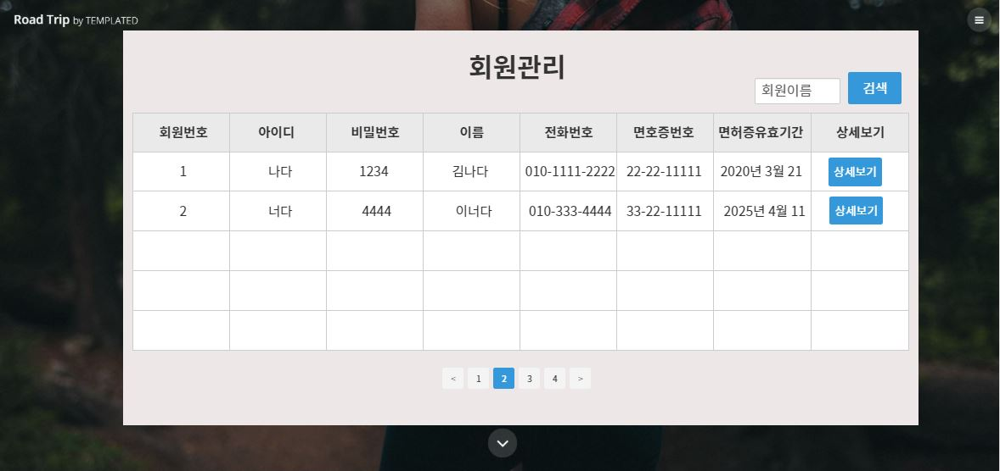 Road Trip by TEMPLATED
회원관리
회원이름 검색
회원번호 아이디 비밀번호 이름 전화번호 면호증번호 면허증유효기간 상세보기
1 나다 1234 김나다 010-1111-2222 22-22-11111 2020년 3월 21 상세보기
2 너다 4444 이너다 010-333-4444 33-22-11111 2025년 4월 11 상세보기
< 1 2 3 4 >